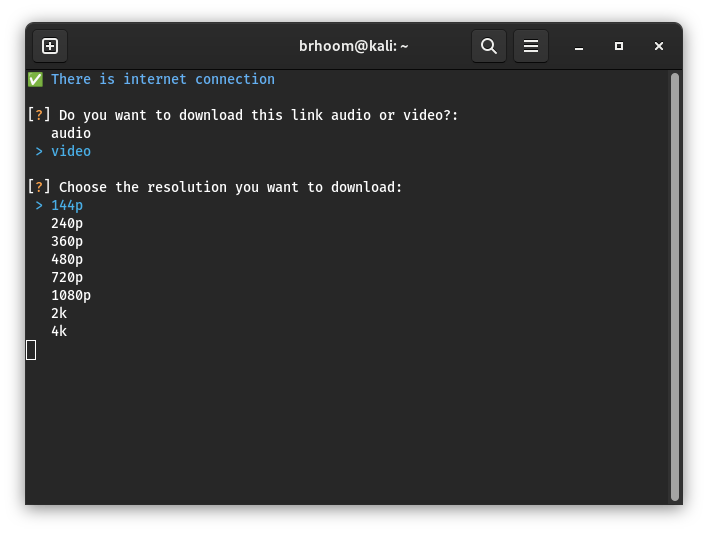 brhoom@kali: ~
✅ There is internet connection
[?] Do you want to download this link audio or video?:
audio
> video
[?] Choose the resolution you want to download:
> 144p
240p
360p
480p
720p
1080p
2k
4k